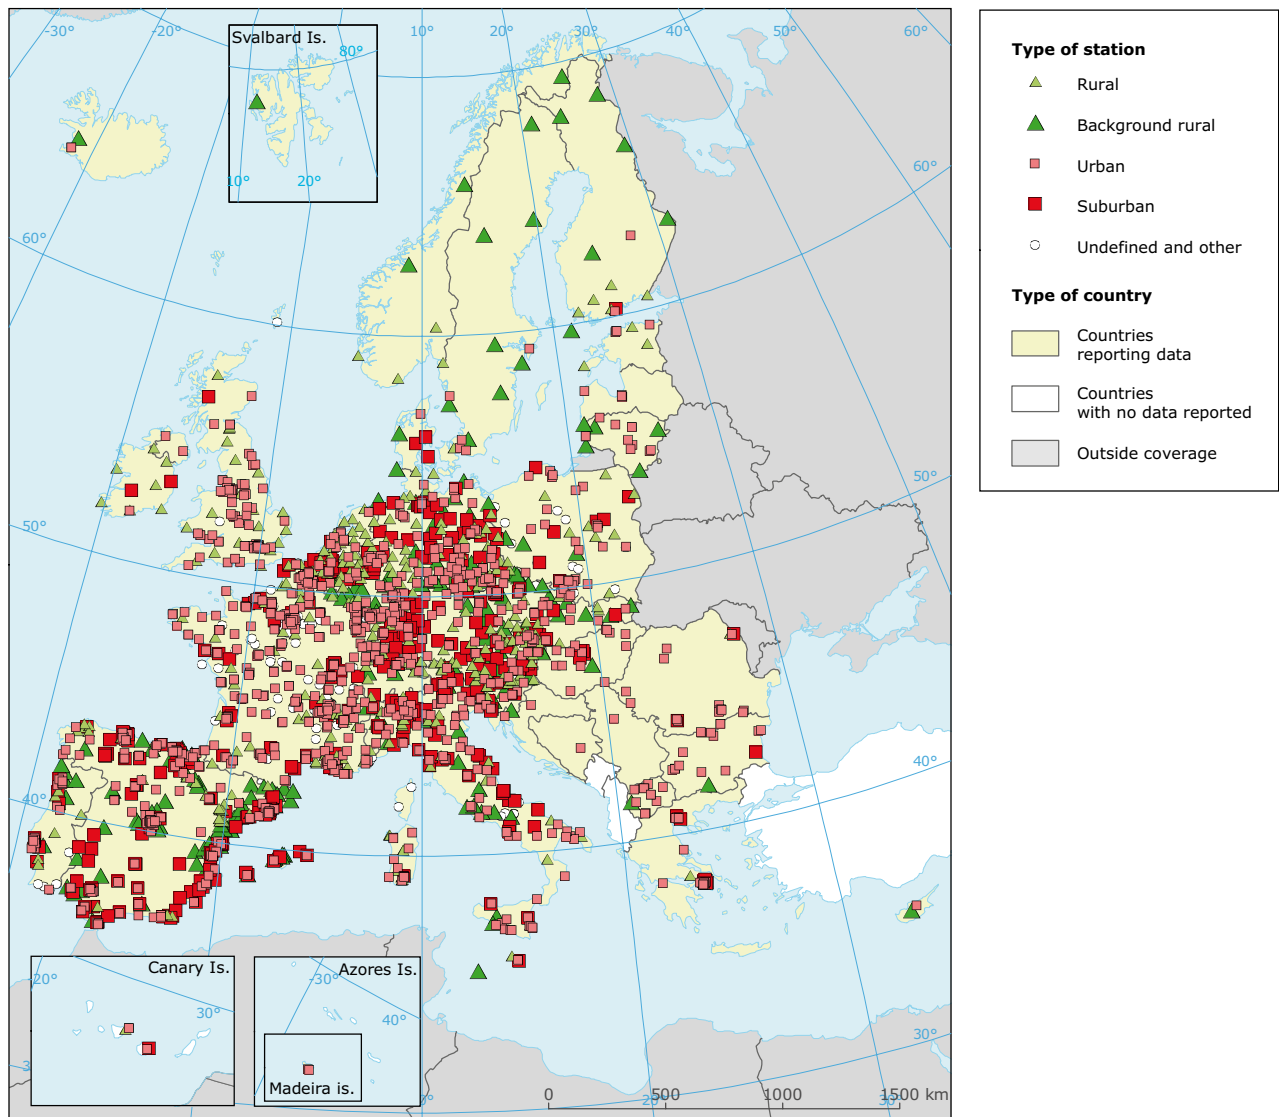 -30°
-20°
10°
20°
30°
40°
50°
60°
Svalbard Is.
80°
10°
20°
60°
60°
50°
50°
40°
40°
30°
Canary Is.
20°
30°
Azores Is.
-30°
40°
Madeira is.
0
500
1000
1500 km
Type of station
Rural
Background rural
Urban
Suburban
Undefined and other
Type of country
Countries
reporting data
Countries
with no data reported
Outside coverage